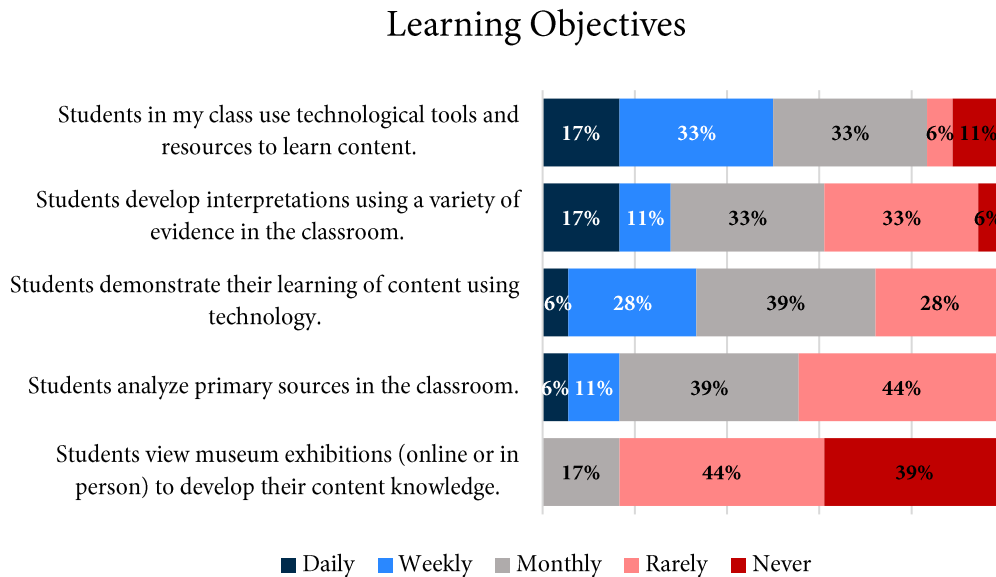 Learning Objectives
Students in my class use technological tools and
resources to learn content.
17% 33% 33% 6% 11%
Students develop interpretations using a variety of
evidence in the classroom.
17% 11% 33% 33% 6%
Students demonstrate their learning of content using
technology.
6% 28% 39% 28%
Students analyze primary sources in the classroom.
6% 11% 39% 44%
Students view museum exhibitions (online or in
person) to develop their content knowledge.
17% 44% 39%
Daily Weekly Monthly Rarely Never